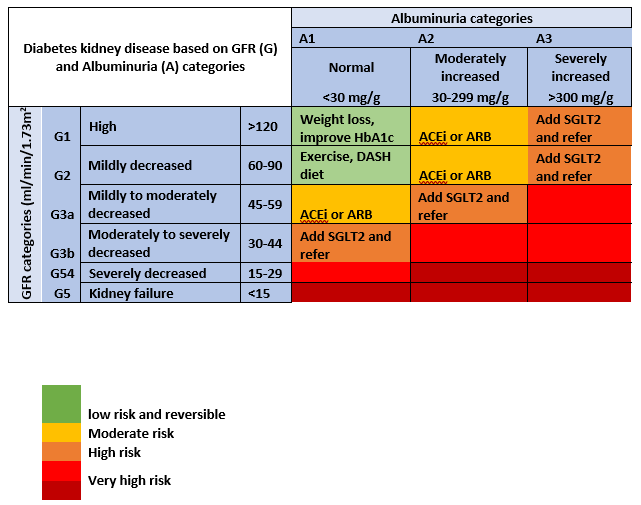 Albuminuria categories
Diabetes kidney disease based on GFR (G)
and Albuminuria (A) categories
A1
A2
A3
Normal
<30 mg/g
Moderately
increased
30-299 mg/g
Severely
increased
>300 mg/g
GFR categories (ml/min/1.73m²
G1
High
>120
Weight loss,
improve HbA1c
ACEi or ARB
Add SGLT2
and refer
G2
Mildly decreased
60-90
Exercise, DASH
diet
ACEi or ARB
Add SGLT2
and refer
G3a
Mildly to moderately
decreased
45-59
ACEi or ARB
Add SGLT2 and
refer
G3b
Moderately to severely
decreased
30-44
Add SGLT2 and
refer
G54
Severely decreased
15-29
G5
Kidney failure
<15
low risk and reversible
Moderate risk
High risk
Very high risk